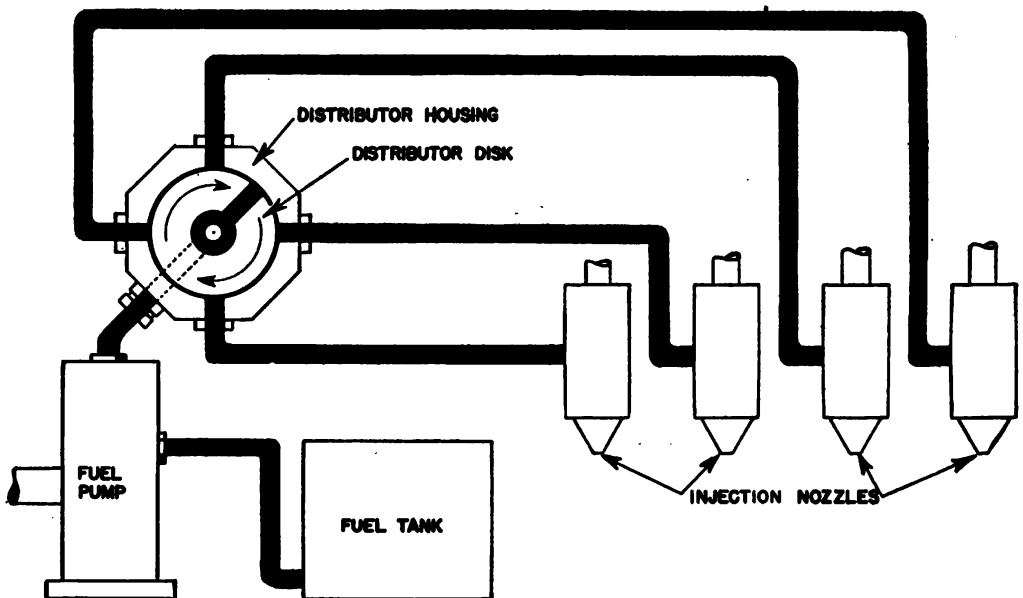 DISTRIBUTOR HOUSING
DISTRIBUTOR DISK
FUEL
PUMP
FUEL TANK
INJECTION NOZZLES